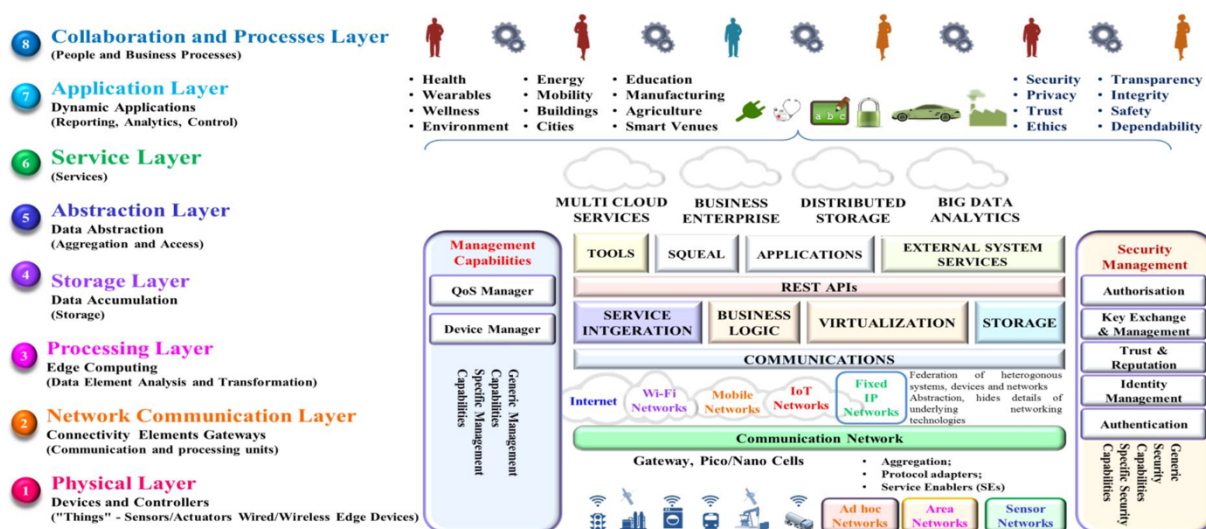 8
Collaboration and Processes Layer
(People and Business Processes)
7
Application Layer
Dynamic Applications
(Reporting, Analytics, Control)
6
Service Layer
(Services)
5
Abstraction Layer
Data Abstraction
(Aggregation and Access)
4
Storage Layer
Data Accumulation
(Storage)
3
Processing Layer
Edge Computing
(Data Element Analysis and Transformation)
2
Network Communication Layer
Connectivity Elements Gateways
(Communication and processing units)
1
Physical Layer
Devices and Controllers
("Things" - Sensors/Actuators Wired/Wireless Edge Devices)
• Health
• Wearables
• Wellness
• Environment
• Energy
• Mobility
• Buildings
• Cities
• Education
• Manufacturing
• Agriculture
• Smart Venues
a b c
• Security
• Privacy
• Trust
• Ethics
• Transparency
• Integrity
• Safety
• Dependability
MULTI CLOUD
SERVICES
BUSINESS
ENTERPRISE
DISTRIBUTED
STORAGE
BIG DATA
ANALYTICS
Management
Capabilities
QoS Manager
Device Manager
Generic Management
Capabilities
Specific Management
Capabilities
TOOLS
SQUEAL
APPLICATIONS
EXTERNAL SYSTEM
SERVICES
REST APIs
SERVICE
INTGERATION
BUSINESS
LOGIC
VIRTUALIZATION
STORAGE
COMMUNICATIONS
Internet
Wi-Fi
Networks
Mobile
Networks
IoT
Networks
Fixed
IP
Networks
Federation of heterogonous
systems, devices and networks
Abstraction, hides details of
underlying networking
technologies
Communication Network
Gateway, Pico/Nano Cells
• Aggregation;
• Protocol adapters;
• Service Enablers (SEs)
Ad hoc
Networks
Area
Networks
Sensor
Networks
Security
Management
Authorisation
Key Exchange
& Management
Trust &
Reputation
Identity
Management
Authentication
Generic
Security
Capabilities
Specific Security
Capabilities